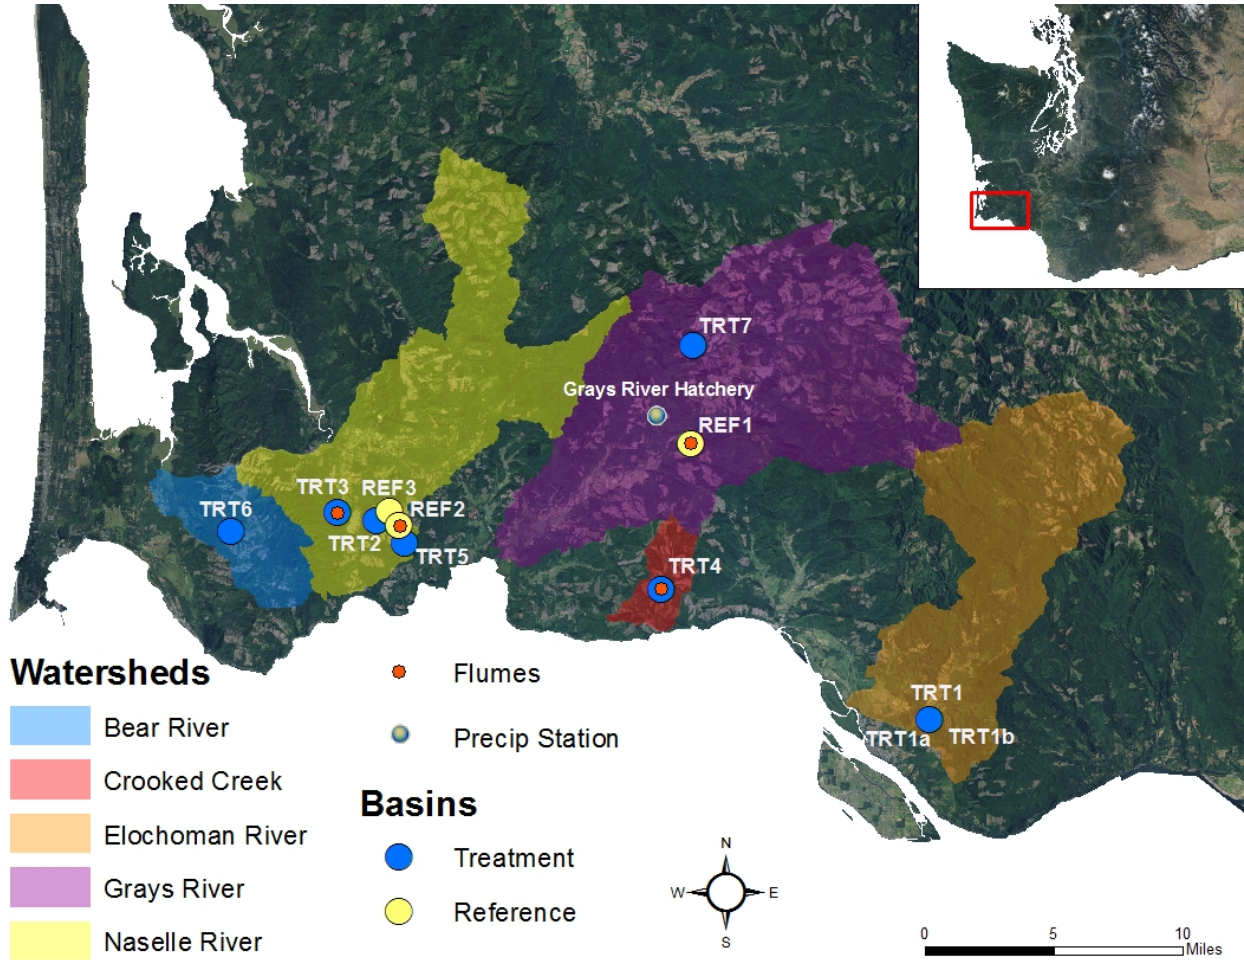 TRT7
Grays River Hatchery
REF1
TRT3
REF3
REF2
TRT6
TRT2
TRT5
TRT4
TRT1
TRT1a
TRT1b
Watersheds
Bear River
Crooked Creek
Elochoman River
Grays River
Naselle River
Flumes
Precip Station
Basins
Treatment
Reference
N
W
E
S
0
5
10
Miles